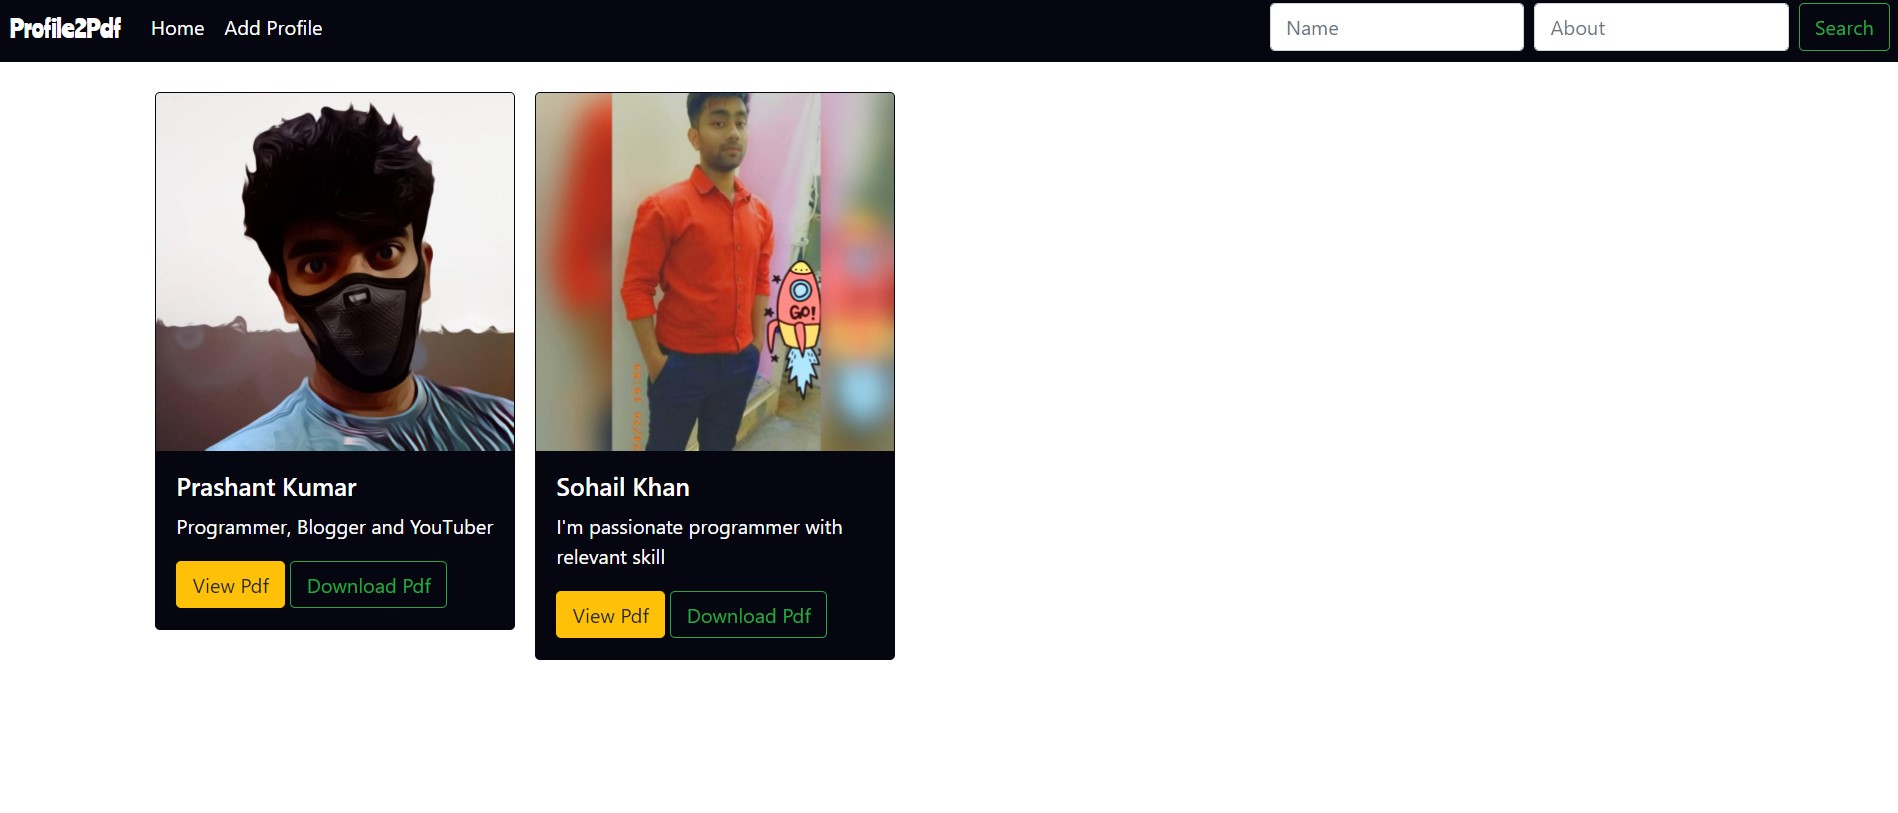 Profile2Pdf Home Add Profile Name About Search
GO!
Prashant Kumar
Programmer, Blogger and YouTuber
View Pdf Download Pdf
Sohail Khan
I'm passionate programmer with
relevant skill
View Pdf Download Pdf